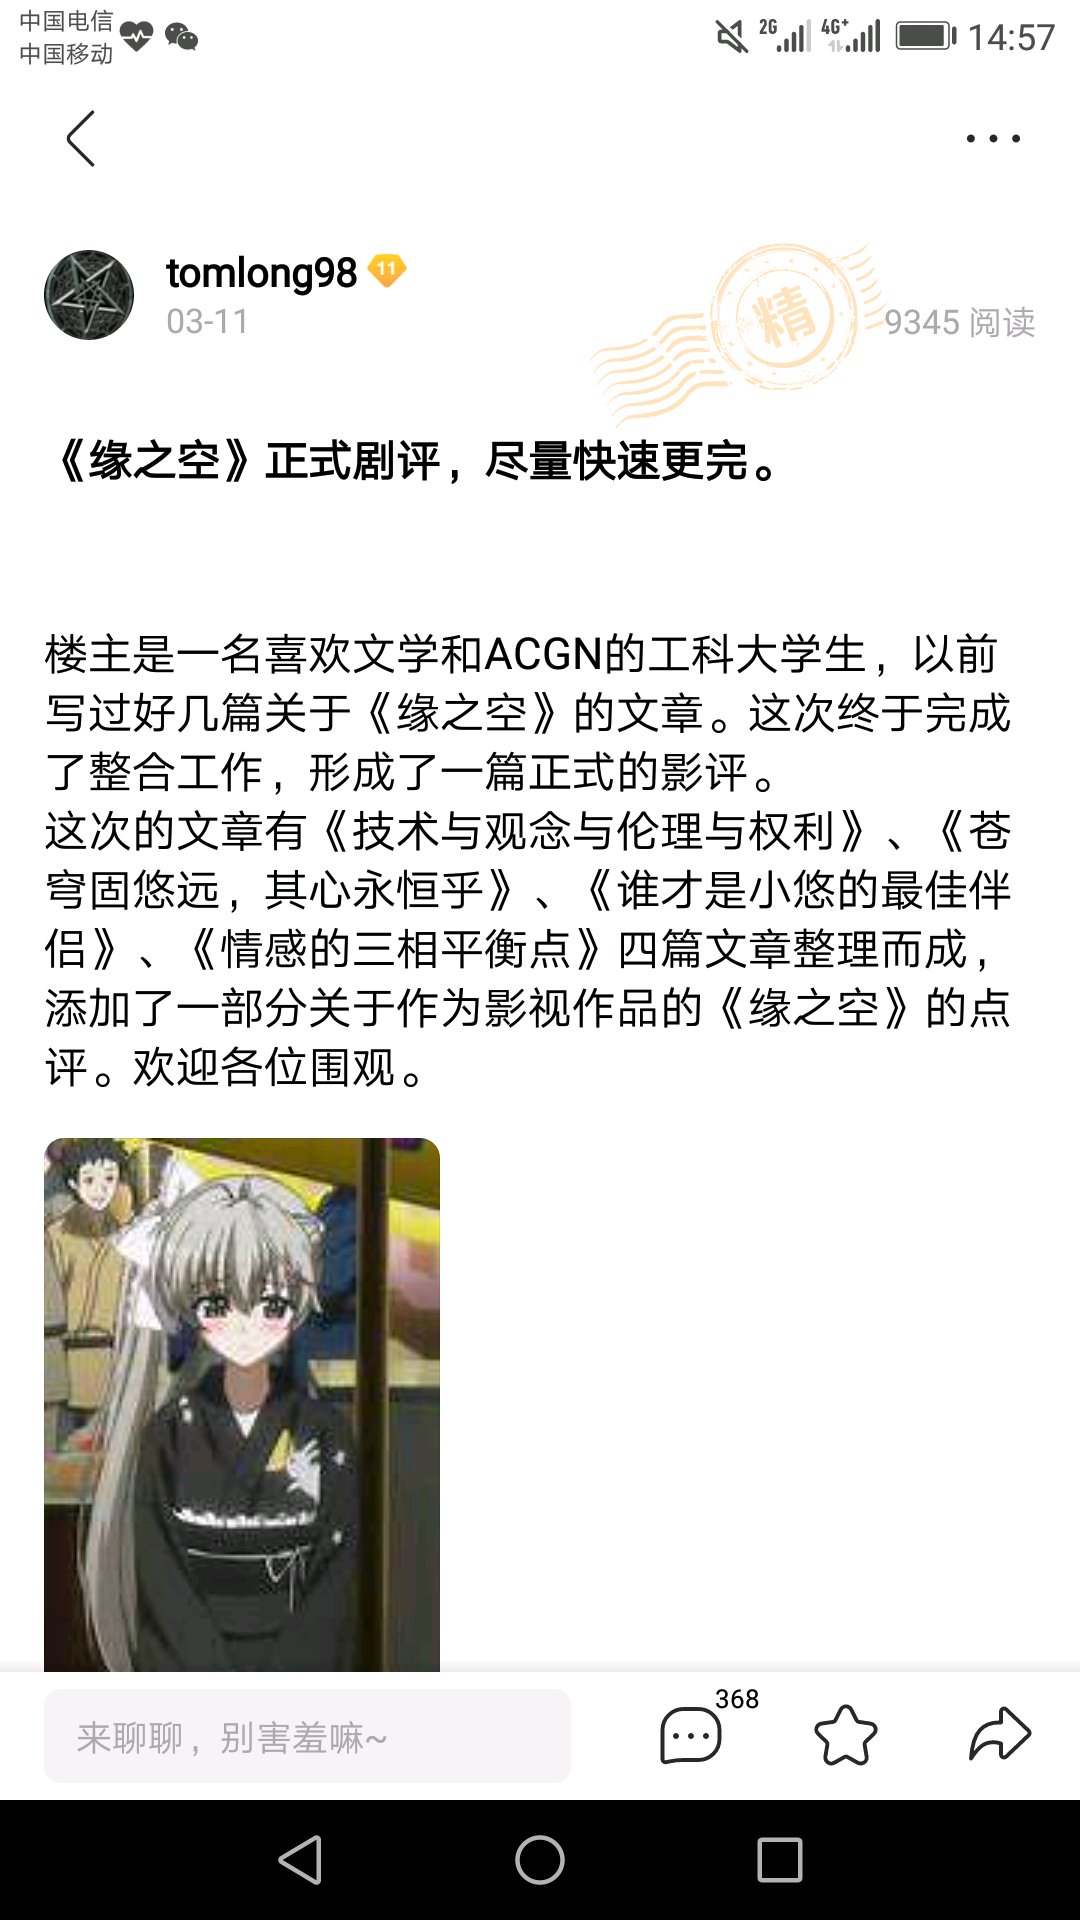 中国电信
中国移动
2G
4G+
14:57
tomlong98
11
03-11
精
9345 阅读
《缘之空》正式剧评，尽量快速更完。
楼主是一名喜欢文学和ACGN的工科大学生，以前
写过好几篇关于《缘之空》的文章。这次终于完成
了整合工作，形成了一篇正式的影评。
这次的文章有《技术与观念与伦理与权利》、《苍
穹固悠远，其心永恒乎》、《谁才是小悠的最佳伴
侣》、《情感的三相平衡点》四篇文章整理而成，
添加了一部分关于作为影视作品的《缘之空》的点
评。欢迎各位围观。
来聊聊，别害羞嘛~
368